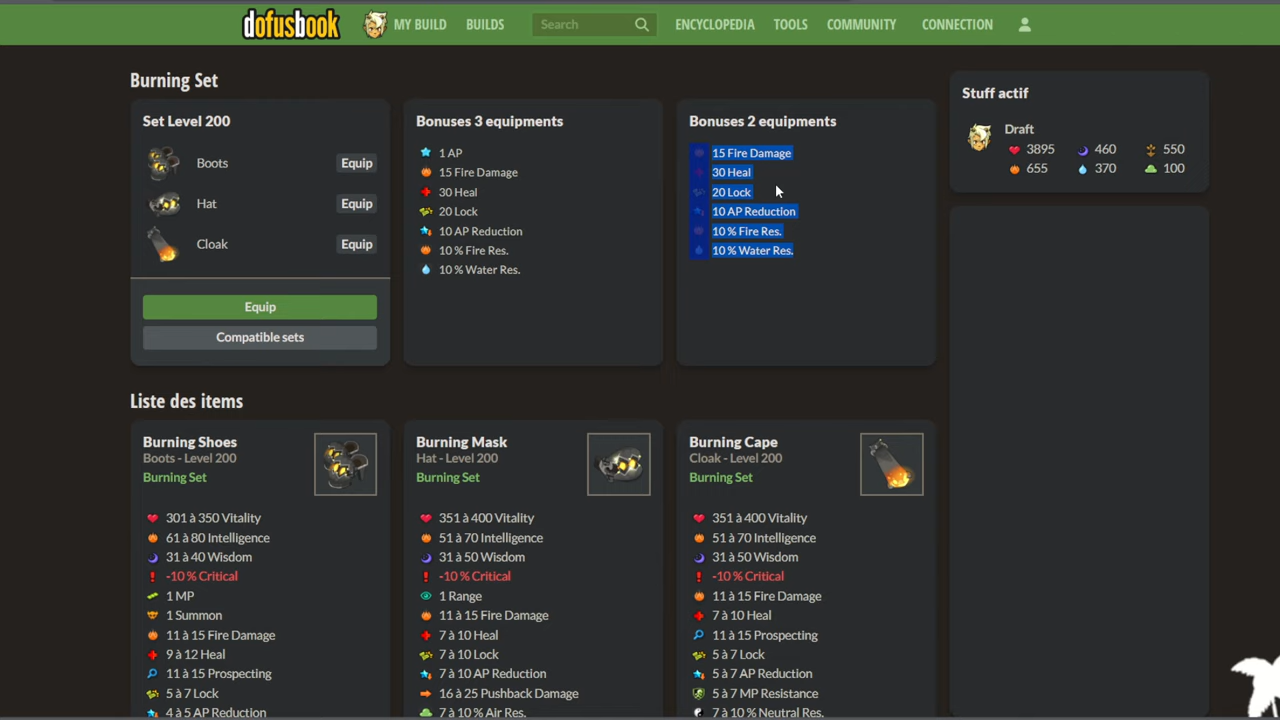 dofusbook
MY BUILD
BUILDS
Search
ENCYCLOPEDIA
TOOLS
COMMUNITY
CONNECTION
Burning Set
Set Level 200
Boots
Equip
Hat
Equip
Cloak
Equip
Equip
Compatible sets
Bonuses 3 equipments
1 AP
15 Fire Damage
30 Heal
20 Lock
10 AP Reduction
10 % Fire Res.
10 % Water Res.
Bonuses 2 equipments
15 Fire Damage
30 Heal
20 Lock
10 AP Reduction
10 % Fire Res.
10 % Water Res.
Stuff actif
Draft
3895
460
550
655
370
100
Liste des items
Burning Shoes
Boots - Level 200
Burning Set
301 à 350 Vitality
61 à 80 Intelligence
31 à 40 Wisdom
-10 % Critical
1 MP
1 Summon
11 à 15 Fire Damage
9 à 12 Heal
11 à 15 Prospecting
5 à 7 Lock
4 à 5 AP Reduction
Burning Mask
Hat - Level 200
Burning Set
351 à 400 Vitality
51 à 70 Intelligence
31 à 50 Wisdom
-10 % Critical
1 Range
11 à 15 Fire Damage
7 à 10 Heal
7 à 10 Lock
7 à 10 AP Reduction
16 à 25 Pushback Damage
7 à 10 % Air Res.
Burning Cape
Cloak - Level 200
Burning Set
351 à 400 Vitality
51 à 70 Intelligence
31 à 50 Wisdom
-10 % Critical
11 à 15 Fire Damage
7 à 10 Heal
11 à 15 Prospecting
5 à 7 Lock
5 à 7 AP Reduction
5 à 7 MP Resistance
7 à 10 % Neutral Res.